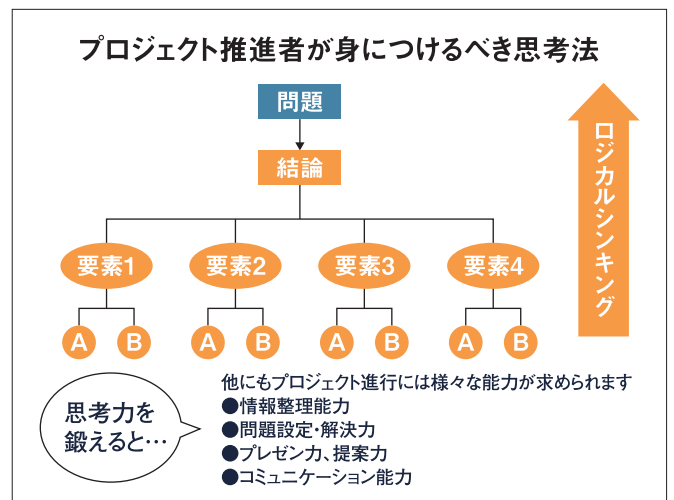 プロジェクト推進者が身につけるべき思考法
問題
結論
要素1
要素2
要素3
要素4
A
B
A
B
A
B
A
B
ロジカルシンキング
思考力を
鍛えると…
他にもプロジェクト進行には様々な能力が求められます
●情報整理能力
●問題設定・解決力
●プレゼン力、提案力
●コミュニケーション能力